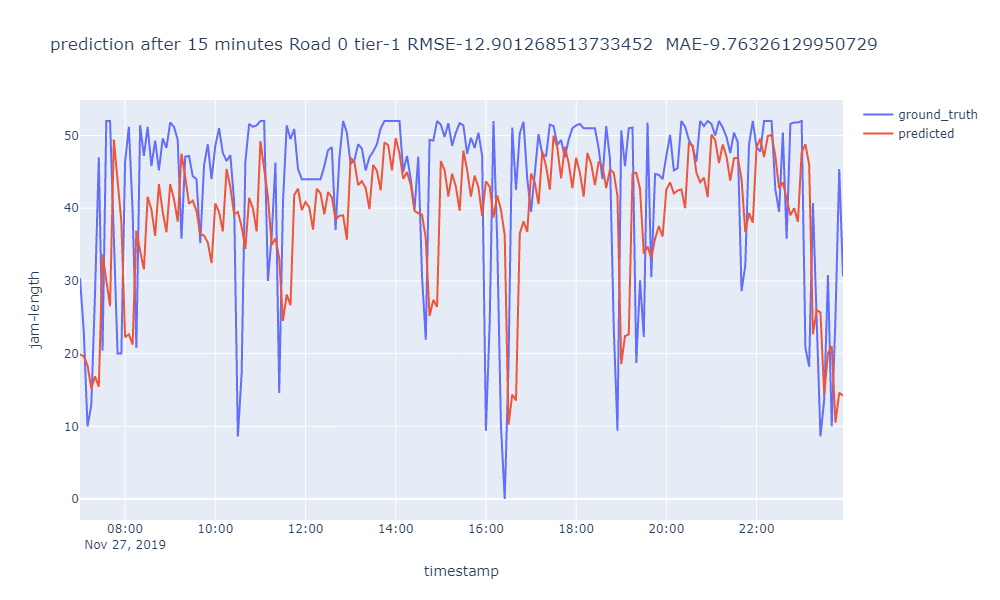 prediction after 15 minutes Road 0 tier-1 RMSE-12.901268513733452  MAE-9.76326129950729
ground_truth
predicted
50
40
30
20
10
0
jam-length
08:00 10:00 12:00 14:00 16:00 18:00 20:00 22:00
Nov 27, 2019
timestamp